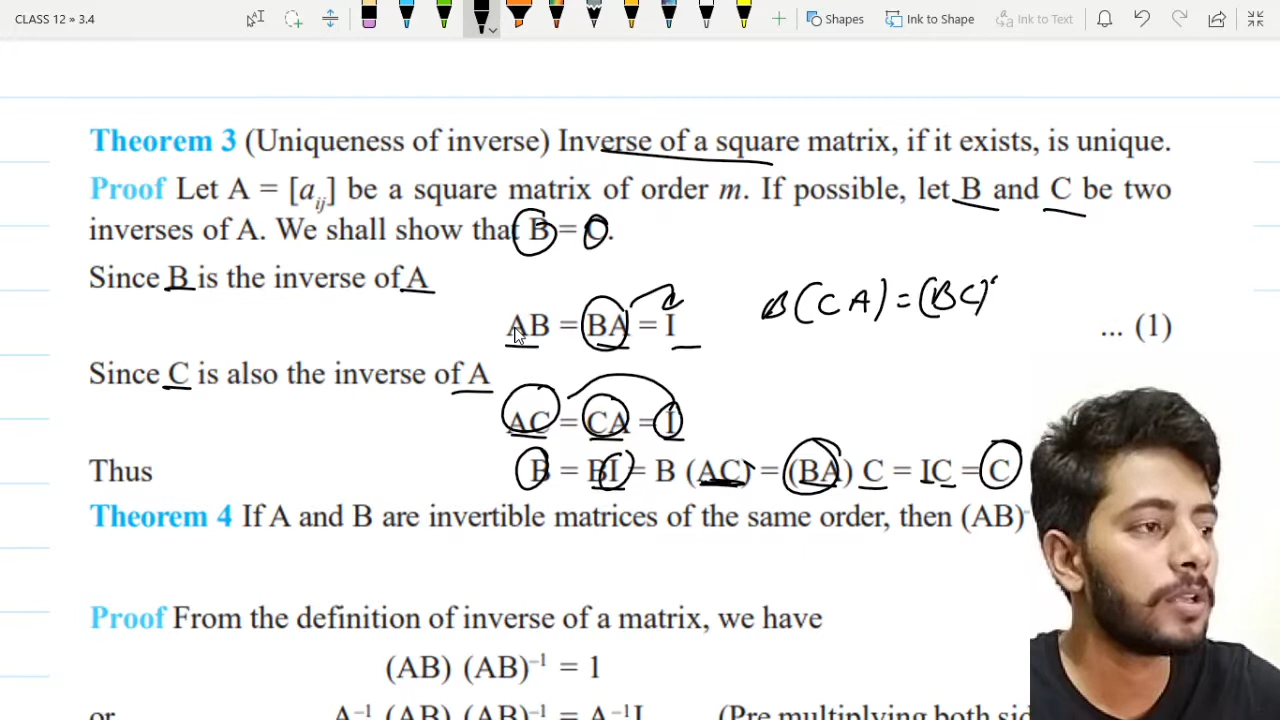 CLASS 12 » 3.4
Shapes Ink to Shape Ink to Text
Theorem 3 (Uniqueness of inverse) Inverse of a square matrix, if it exists, is unique.
Proof Let A = [aᵢⱼ] be a square matrix of order m. If possible, let B and C be two
inverses of A. We shall show that B = C.
Since B is the inverse of A
AB = BA = I ... (1)
B(CA) = (BC)
Since C is also the inverse of A
AC = CA = I
Thus B = BI = B (AC) = (BA) C = IC = C
Theorem 4 If A and B are invertible matrices of the same order, then (AB)
Proof From the definition of inverse of a matrix, we have
(AB) (AB)⁻¹ = 1
or A⁻¹ (AB) (AB)⁻¹ = A⁻¹I (Pre multiplying both sid